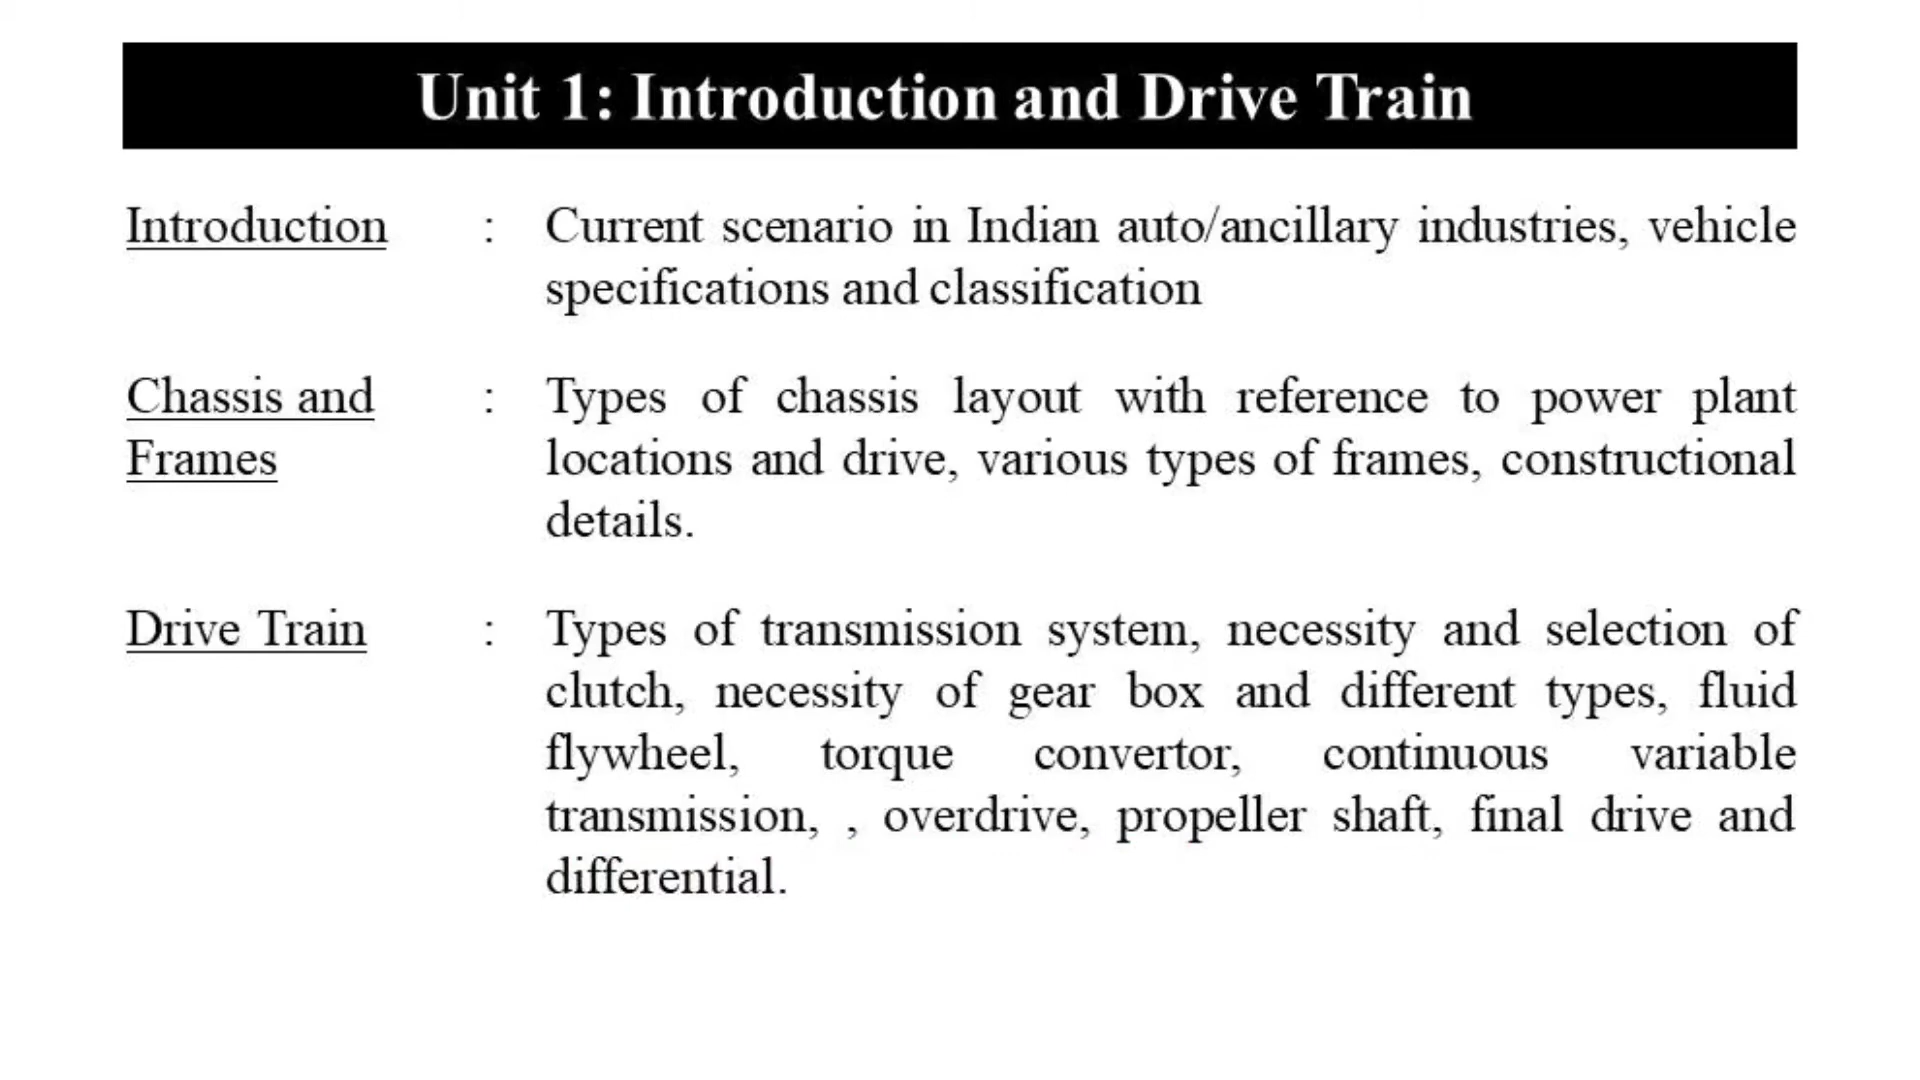 Unit 1: Introduction and Drive Train
Introduction : Current scenario in Indian auto/ancillary industries, vehicle
specifications and classification
Chassis and : Types of chassis layout with reference to power plant
Frames locations and drive, various types of frames, constructional
details.
Drive Train : Types of transmission system, necessity and selection of
clutch, necessity of gear box and different types, fluid
flywheel, torque convertor, continuous variable
transmission, , overdrive, propeller shaft, final drive and
differential.